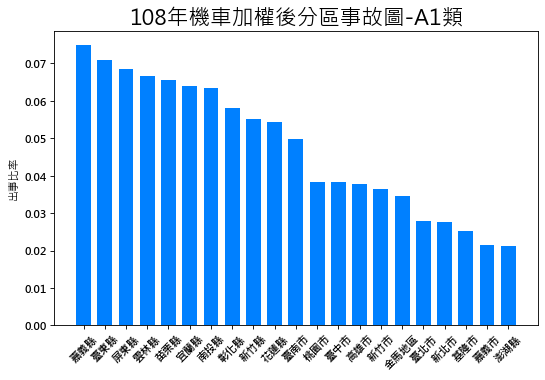 108年機車加權後分區事故圖-A1類
出事比率
0.07
0.06
0.05
0.04
0.03
0.02
0.01
0.00
嘉義縣
臺東縣
屏東縣
雲林縣
苗栗縣
宜蘭縣
南投縣
彰化縣
新竹縣
花蓮縣
臺南市
桃園市
臺中市
高雄市
新竹市
金馬地區
臺北市
新北市
基隆市
嘉義市
澎湖縣